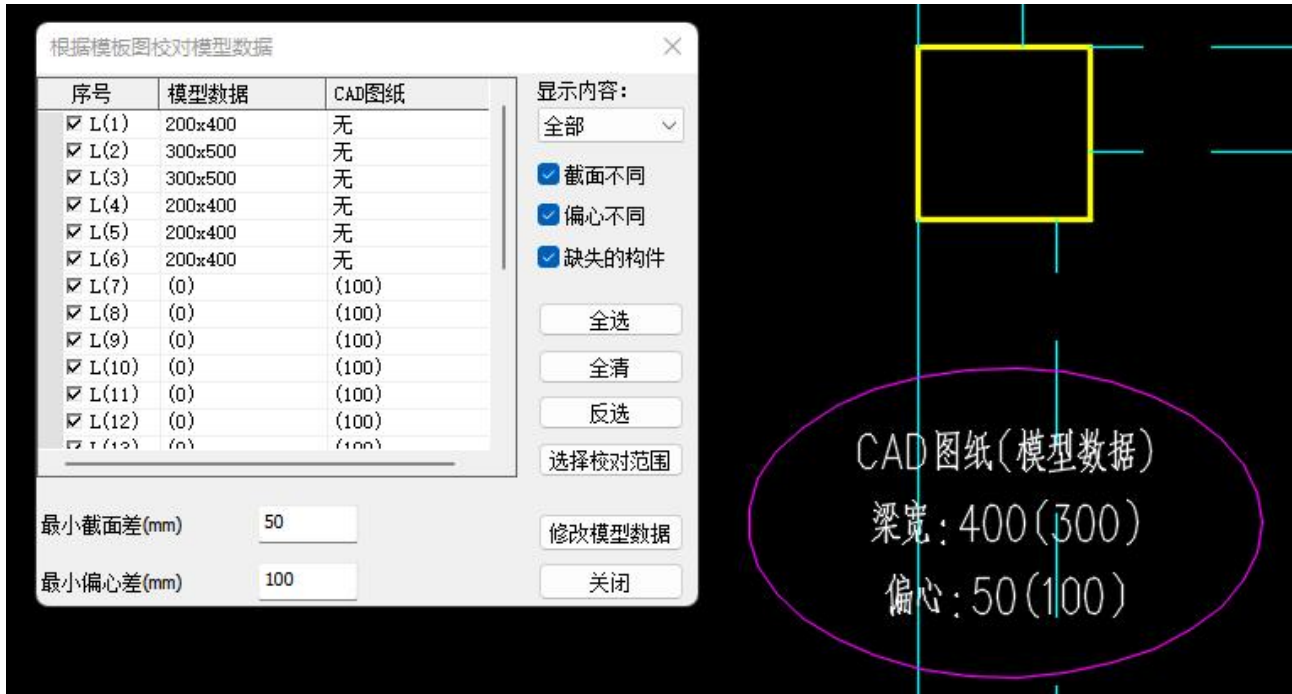 根据模板图校对模型数据
序号 模型数据 CAD图纸
L(1) 200x400 无
L(2) 300x500 无
L(3) 300x500 无
L(4) 200x400 无
L(5) 200x400 无
L(6) 200x400 无
L(7) (0) (100)
L(8) (0) (100)
L(9) (0) (100)
L(10) (0) (100)
L(11) (0) (100)
L(12) (0) (100)
L(13) (0) (100)
显示内容:
全部
截面不同
偏心不同
缺失的构件
全选
全清
反选
选择校对范围
修改模型数据
关闭
最小截面差(mm) 50
最小偏心差(mm) 100
CAD图纸(模型数据)
梁宽:400(300)
偏心:50(100)